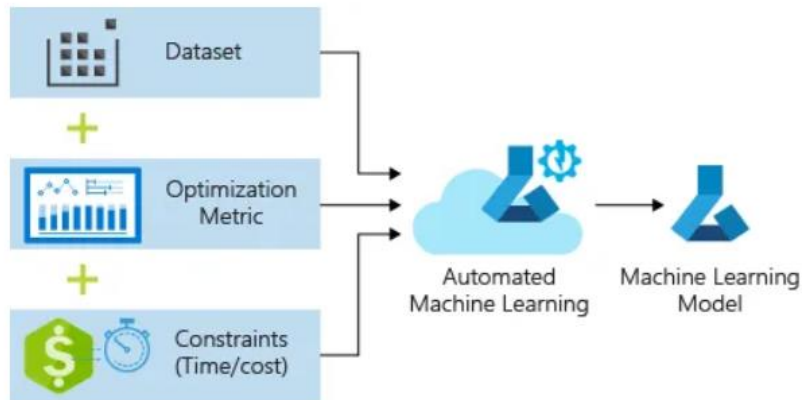 Dataset
Optimization
Metric
Constraints
(Time/cost)
Automated
Machine Learning
Machine Learning
Model